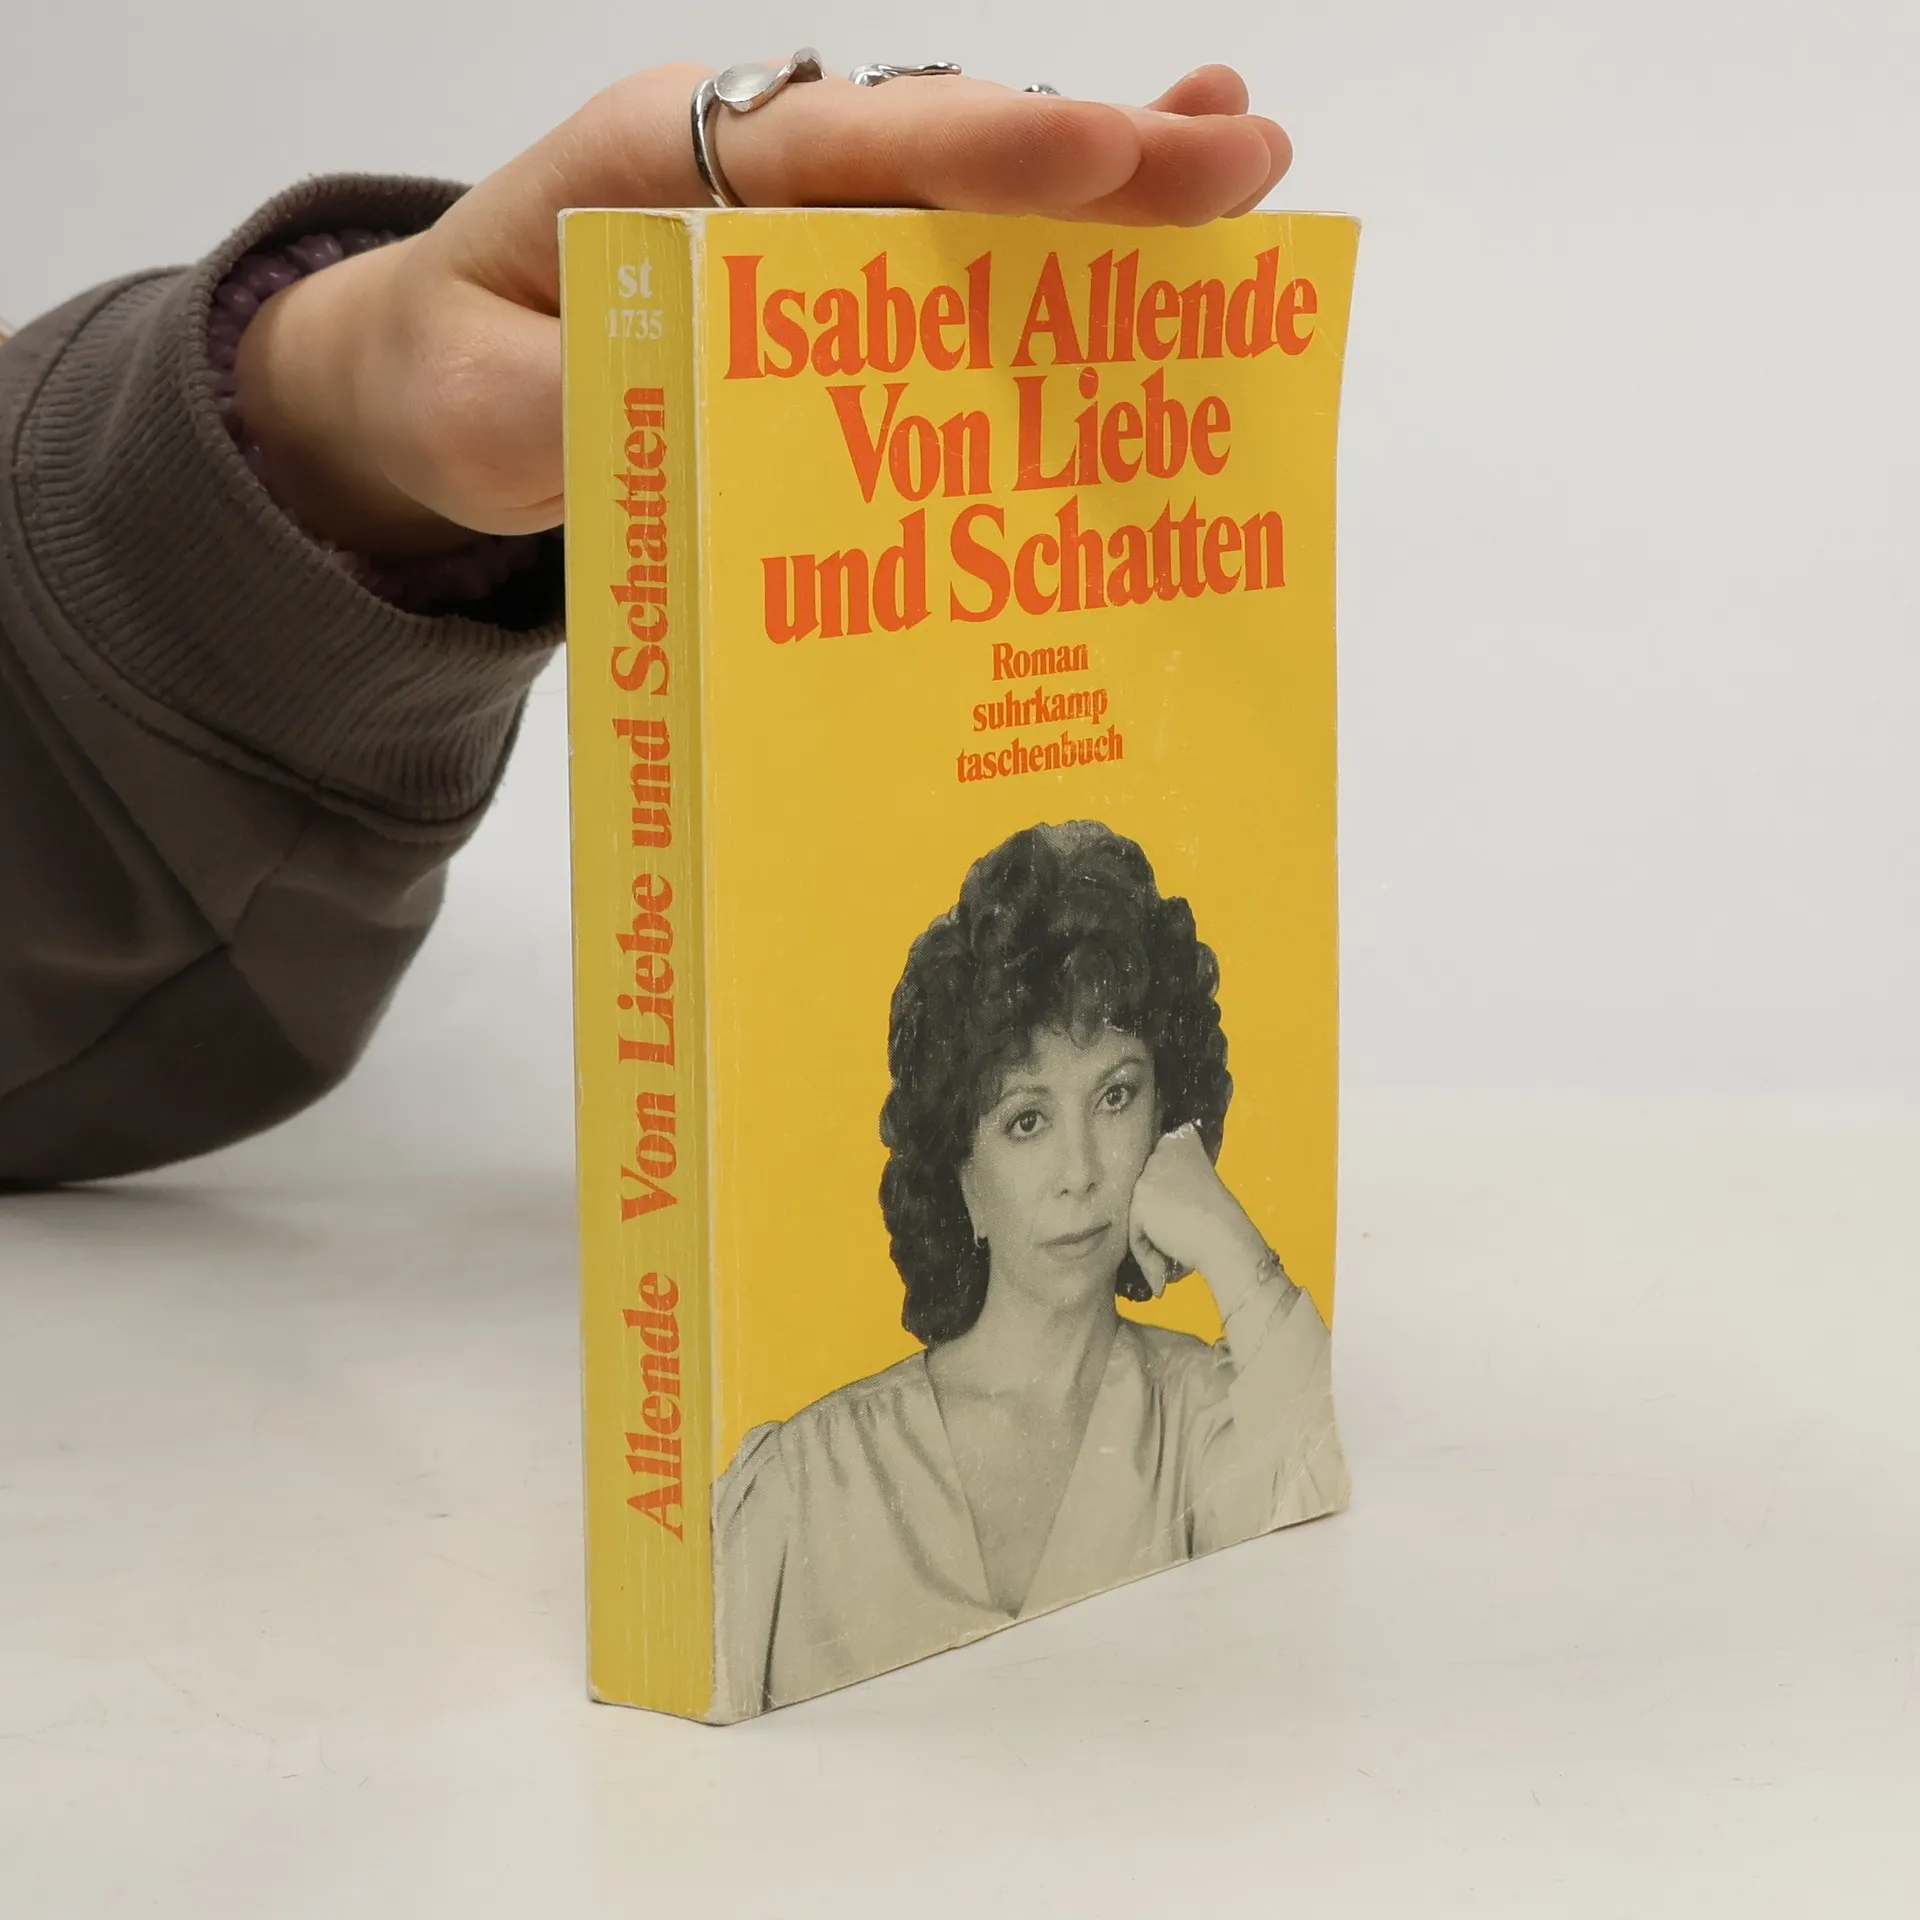 st
1735
Allende Von Liebe und Schatten
Isabel Allende
Von Liebe
und Schatten
Roman
suhrkamp
taschenbuch